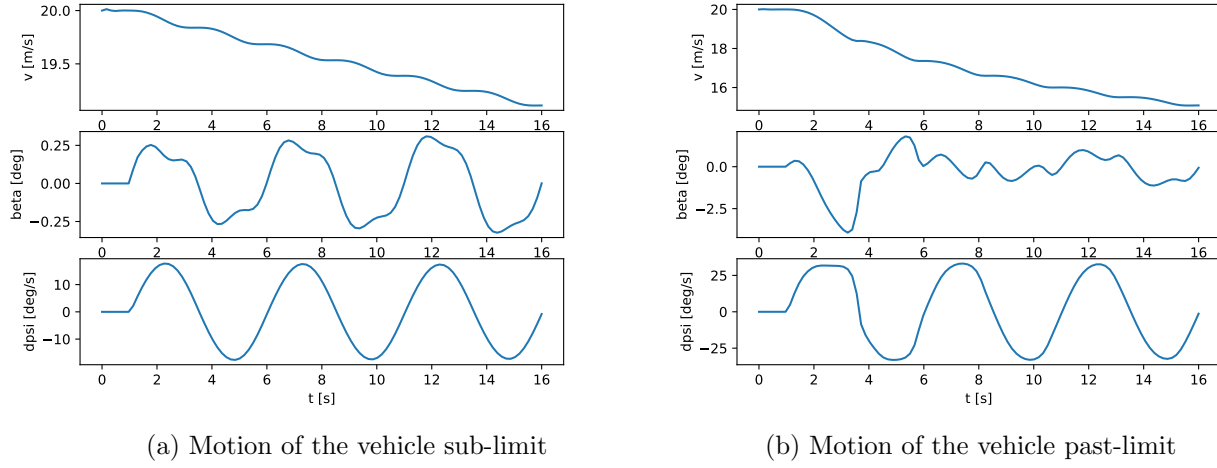 20.0
19.5
v [m/s]
0 2 4 6 8 10 12 14 16
0.25
0.00
−0.25
beta [deg]
0 2 4 6 8 10 12 14 16
10
0
−10
dpsi [deg/s]
0 2 4 6 8 10 12 14 16
t [s]
(a) Motion of the vehicle sub-limit
20
18
16
v [m/s]
0 2 4 6 8 10 12 14 16
0.0
−2.5
beta [deg]
0 2 4 6 8 10 12 14 16
25
0
−25
dpsi [deg/s]
0 2 4 6 8 10 12 14 16
t [s]
(b) Motion of the vehicle past-limit